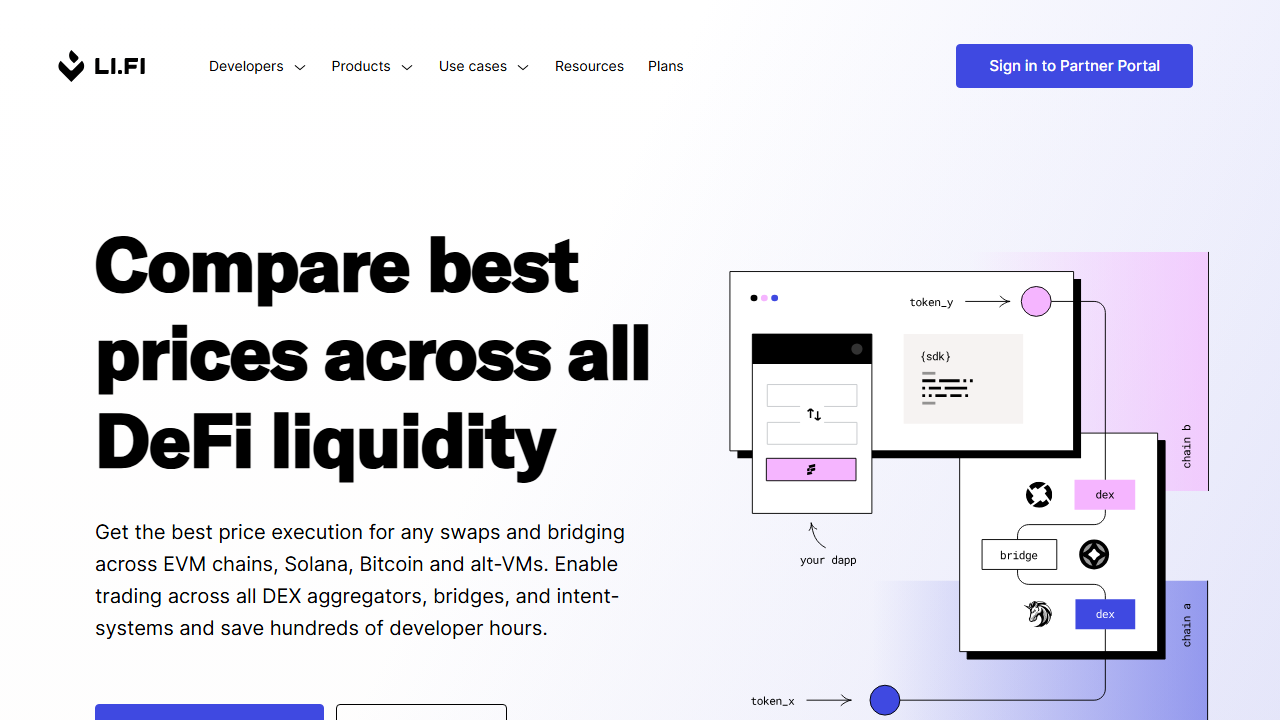 LI.FI
Developers
Products
Use cases
Resources
Plans
Sign in to Partner Portal
Compare best
prices across all
DeFi liquidity
Get the best price execution for any swaps and bridging
across EVM chains, Solana, Bitcoin and alt-VMs. Enable
trading across all DEX aggregators, bridges, and intent-
systems and save hundreds of developer hours.
token_y
{sdk}
chain b
dex
bridge
your dapp
dex
chain a
token_x